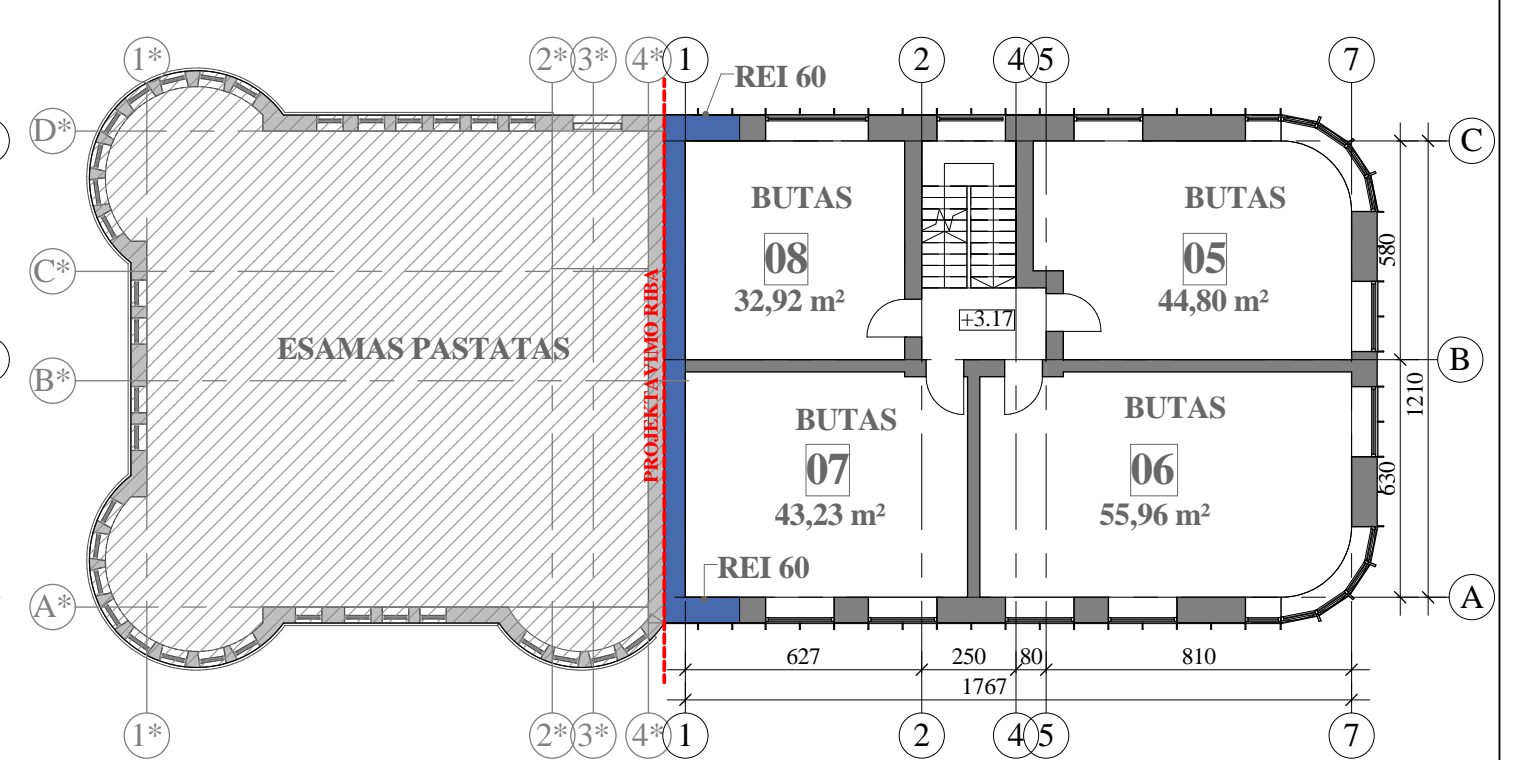 1* 2* 3* 4* 1 2 4 5 7
REI 60
D* C
BUTAS BUTAS
08 05
32,92 m² 44,80 m²
580
C*
+3.17
ESAMAS PASTATAS
PROJEKTAVIMO RIBA
B* B
1210
BUTAS BUTAS
07 06
43,23 m² 55,96 m²
630
REI 60
A* A
627 250 80 810
1767
1* 2* 3* 4* 1 2 4 5 7